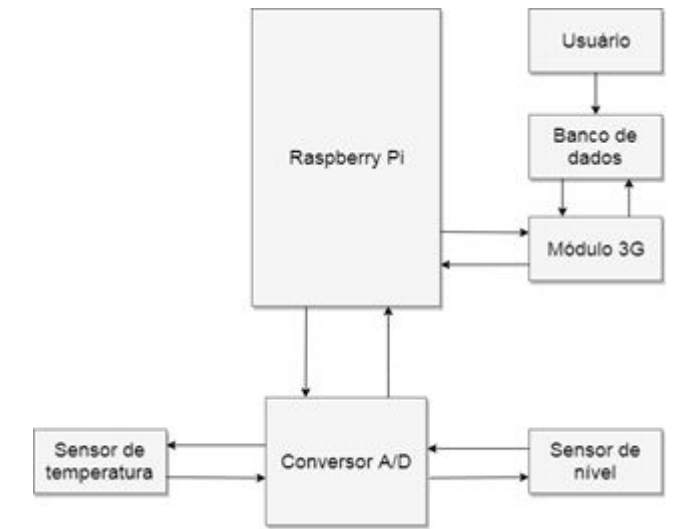 Usuário
Banco de
dados
Raspberry Pi
Módulo 3G
Sensor de
temperatura
Conversor A/D
Sensor de
nível